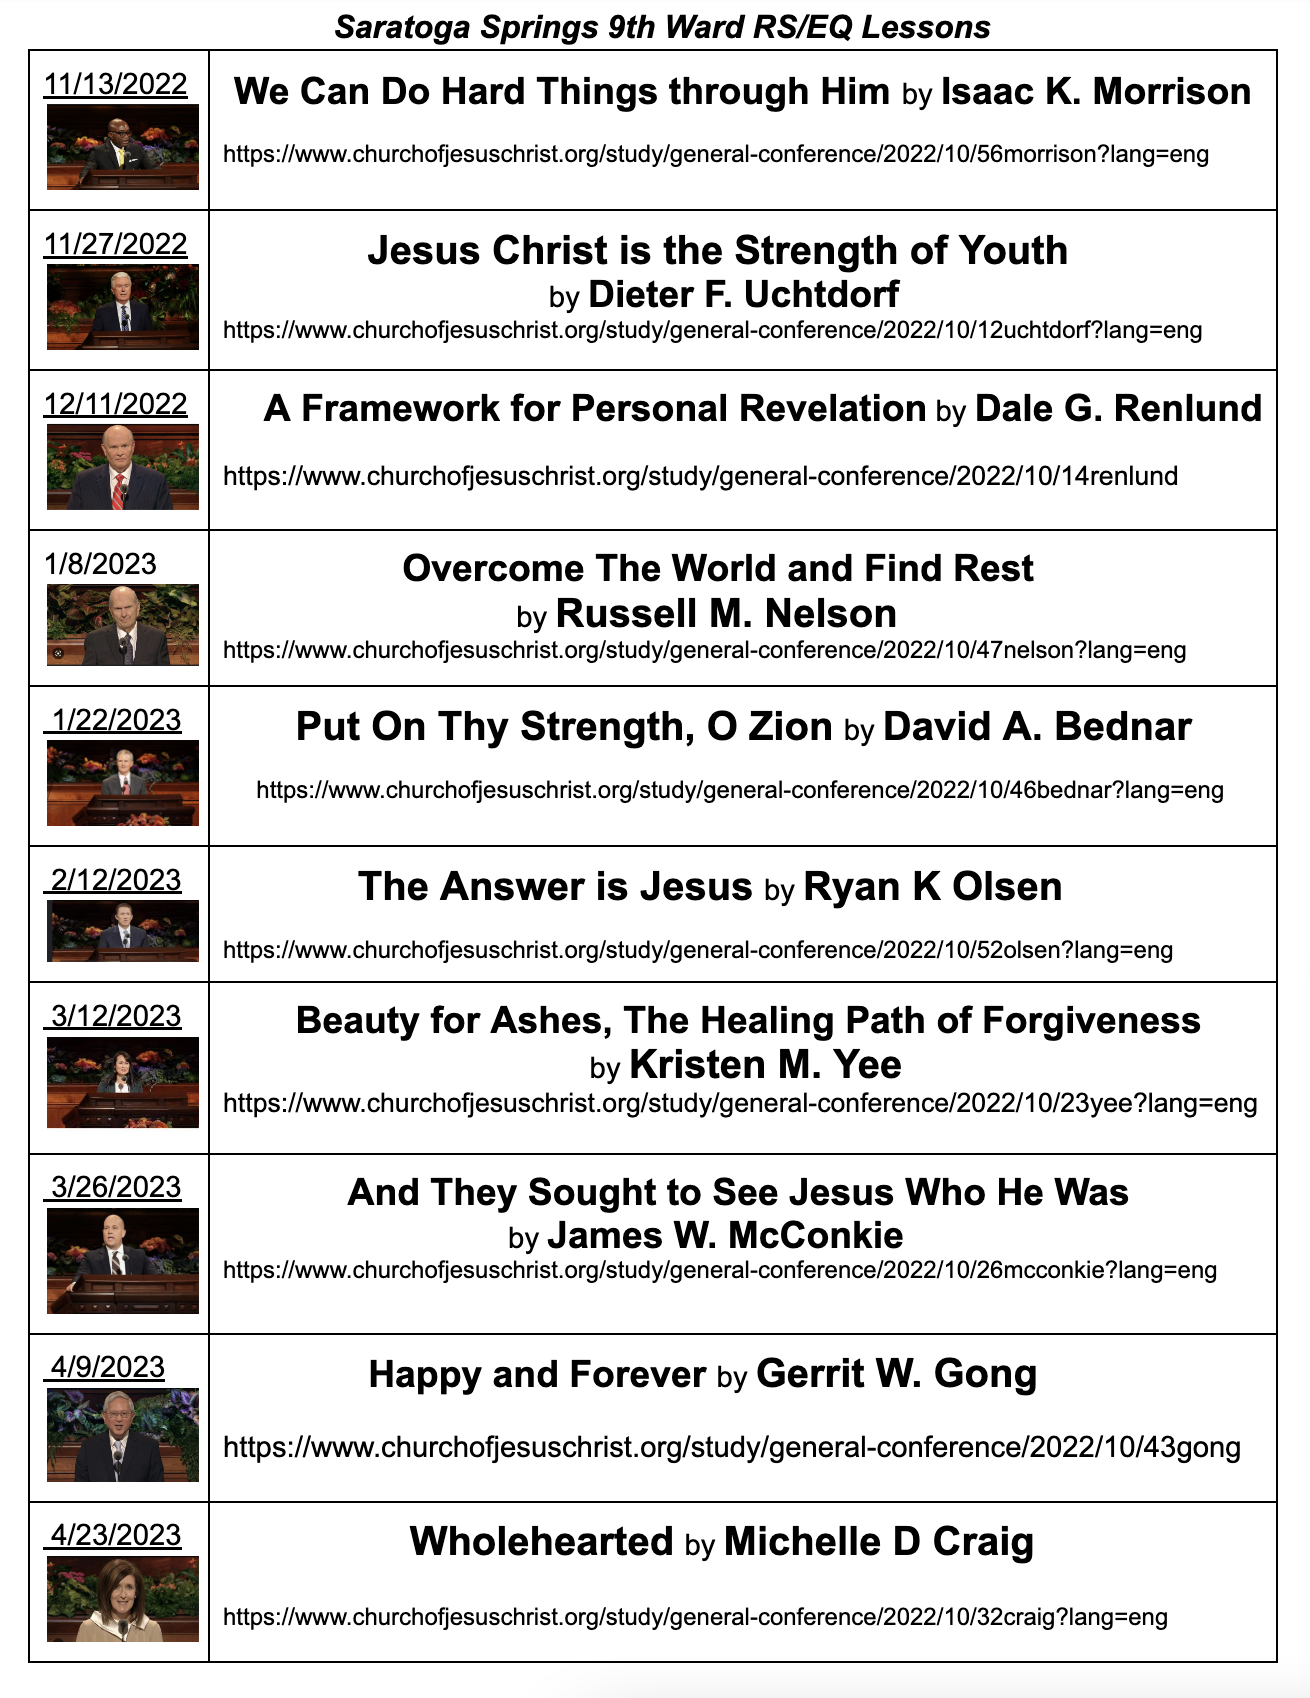 Saratoga Springs 9th Ward RS/EQ Lessons
11/13/2022
We Can Do Hard Things through Him by Isaac K. Morrison
https://www.churchofjesuschrist.org/study/general-conference/2022/10/56morrison?lang=eng
11/27/2022
Jesus Christ is the Strength of Youth
by Dieter F. Uchtdorf
https://www.churchofjesuschrist.org/study/general-conference/2022/10/12uchtdorf?lang=eng
12/11/2022
A Framework for Personal Revelation by Dale G. Renlund
https://www.churchofjesuschrist.org/study/general-conference/2022/10/14renlund
1/8/2023
Overcome The World and Find Rest
by Russell M. Nelson
https://www.churchofjesuschrist.org/study/general-conference/2022/10/47nelson?lang=eng
1/22/2023
Put On Thy Strength, O Zion by David A. Bednar
https://www.churchofjesuschrist.org/study/general-conference/2022/10/46bednar?lang=eng
2/12/2023
The Answer is Jesus by Ryan K Olsen
https://www.churchofjesuschrist.org/study/general-conference/2022/10/52olsen?lang=eng
3/12/2023
Beauty for Ashes, The Healing Path of Forgiveness
by Kristen M. Yee
https://www.churchofjesuschrist.org/study/general-conference/2022/10/23yee?lang=eng
3/26/2023
And They Sought to See Jesus Who He Was
by James W. McConkie
https://www.churchofjesuschrist.org/study/general-conference/2022/10/26mcconkie?lang=eng
4/9/2023
Happy and Forever by Gerrit W. Gong
https://www.churchofjesuschrist.org/study/general-conference/2022/10/43gong
4/23/2023
Wholehearted by Michelle D Craig
https://www.churchofjesuschrist.org/study/general-conference/2022/10/32craig?lang=eng